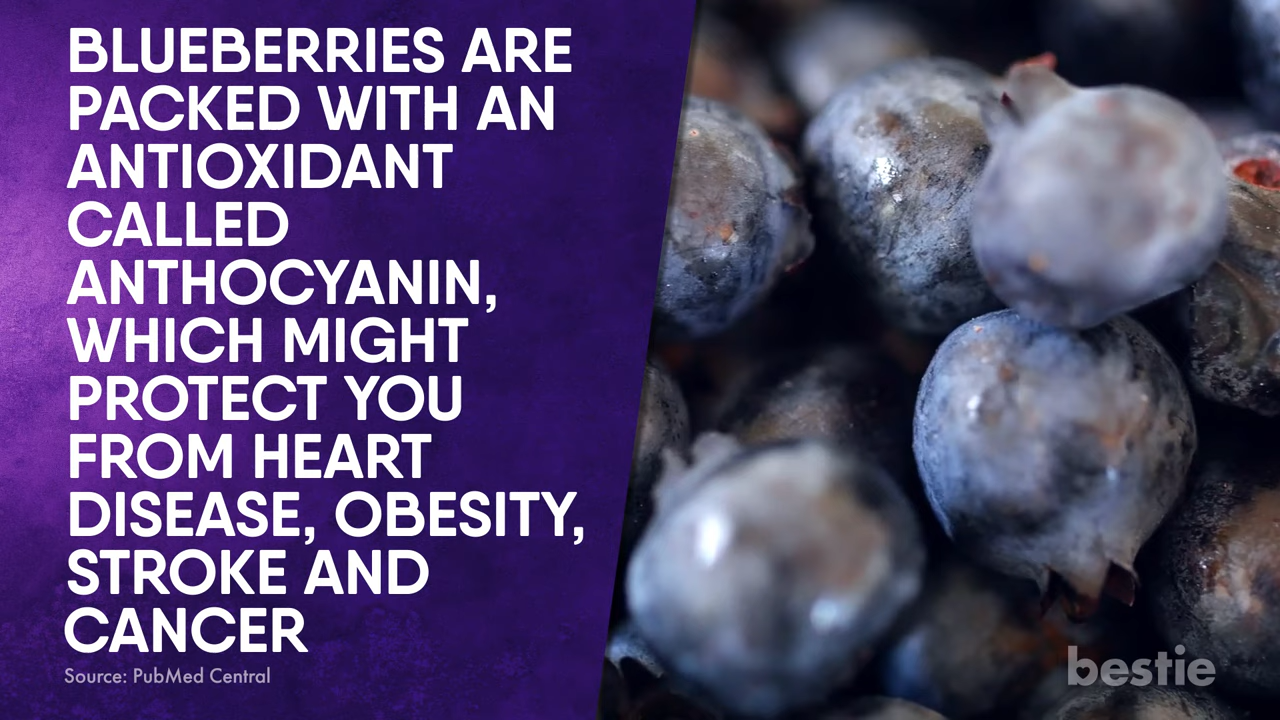 BLUEBERRIES ARE
PACKED WITH AN
ANTIOXIDANT
CALLED
ANTHOCYANIN,
WHICH MIGHT
PROTECT YOU
FROM HEART
DISEASE, OBESITY,
STROKE AND
CANCER
Source: PubMed Central
bestie